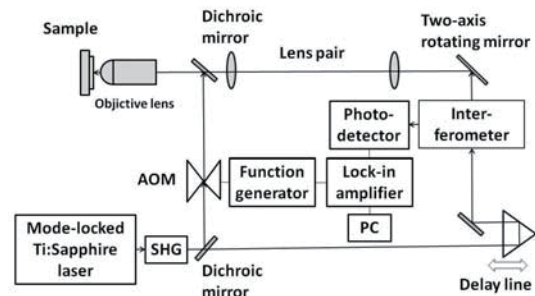 Sample
Dichroic
mirror
Lens pair
Two-axis
rotating mirror
Objictive lens
Photo-
detector
Inter-
ferometer
AOM
Function
generator
Lock-in
amplifier
PC
Mode-locked
Ti:Sapphire
laser
SHG
Dichroic
mirror
Delay line